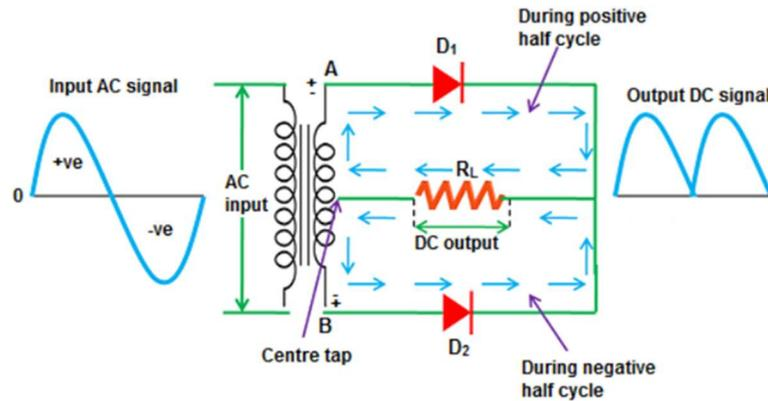 During positive
half cycle
D1
A
+
-
Input AC signal
Output DC signal
+ve
0
-ve
AC
input
RL
DC output
-
+
B
D2
Centre tap
During negative
half cycle